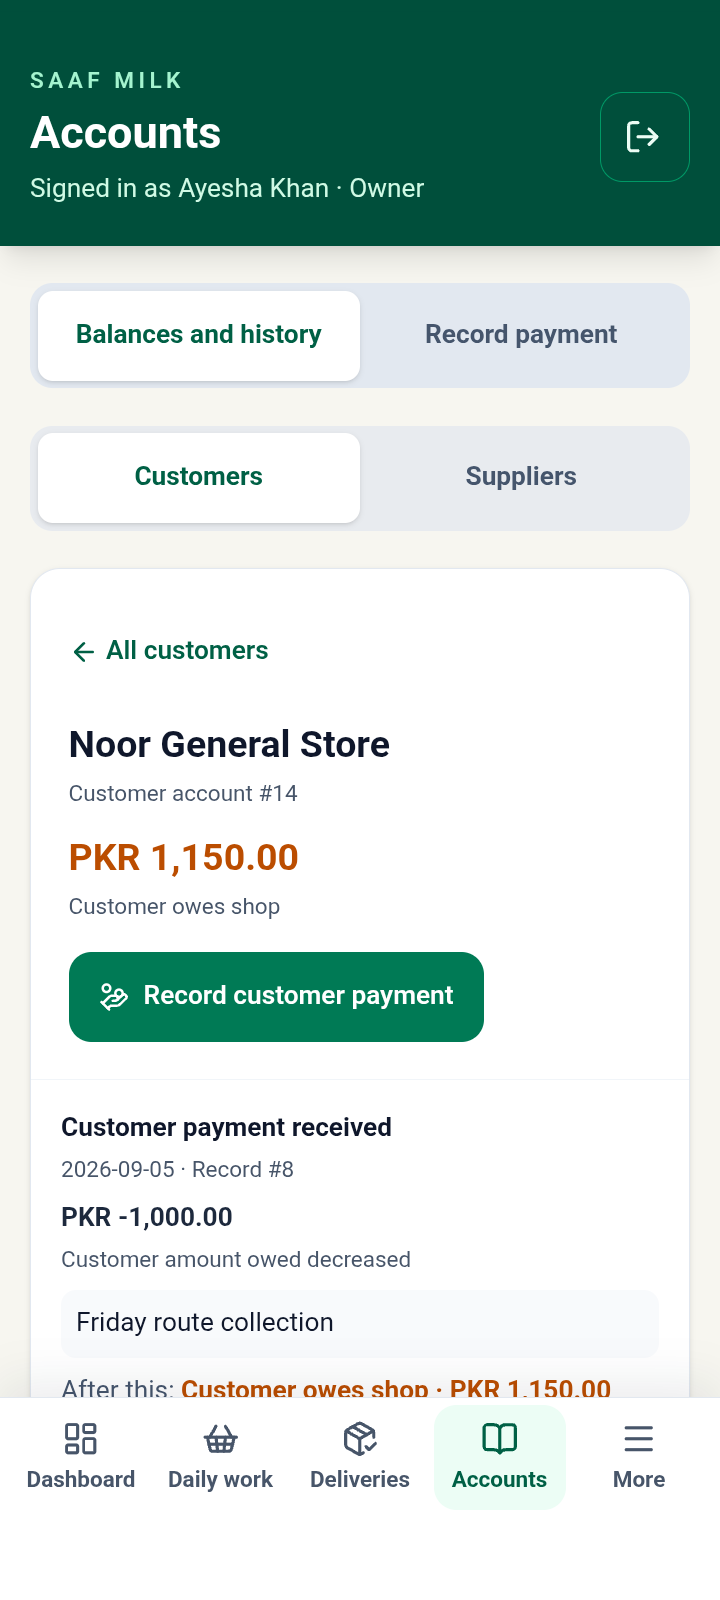 SAAF MILK
Accounts
Signed in as Ayesha Khan · Owner
Balances and history
Record payment
Customers
Suppliers
All customers
Noor General Store
Customer account #14
PKR 1,150.00
Customer owes shop
Record customer payment
Customer payment received
2026-09-05 · Record #8
PKR -1,000.00
Customer amount owed decreased
Friday route collection
After this: Customer owes shop · PKR 1,150.00
Dashboard
Daily work
Deliveries
Accounts
More